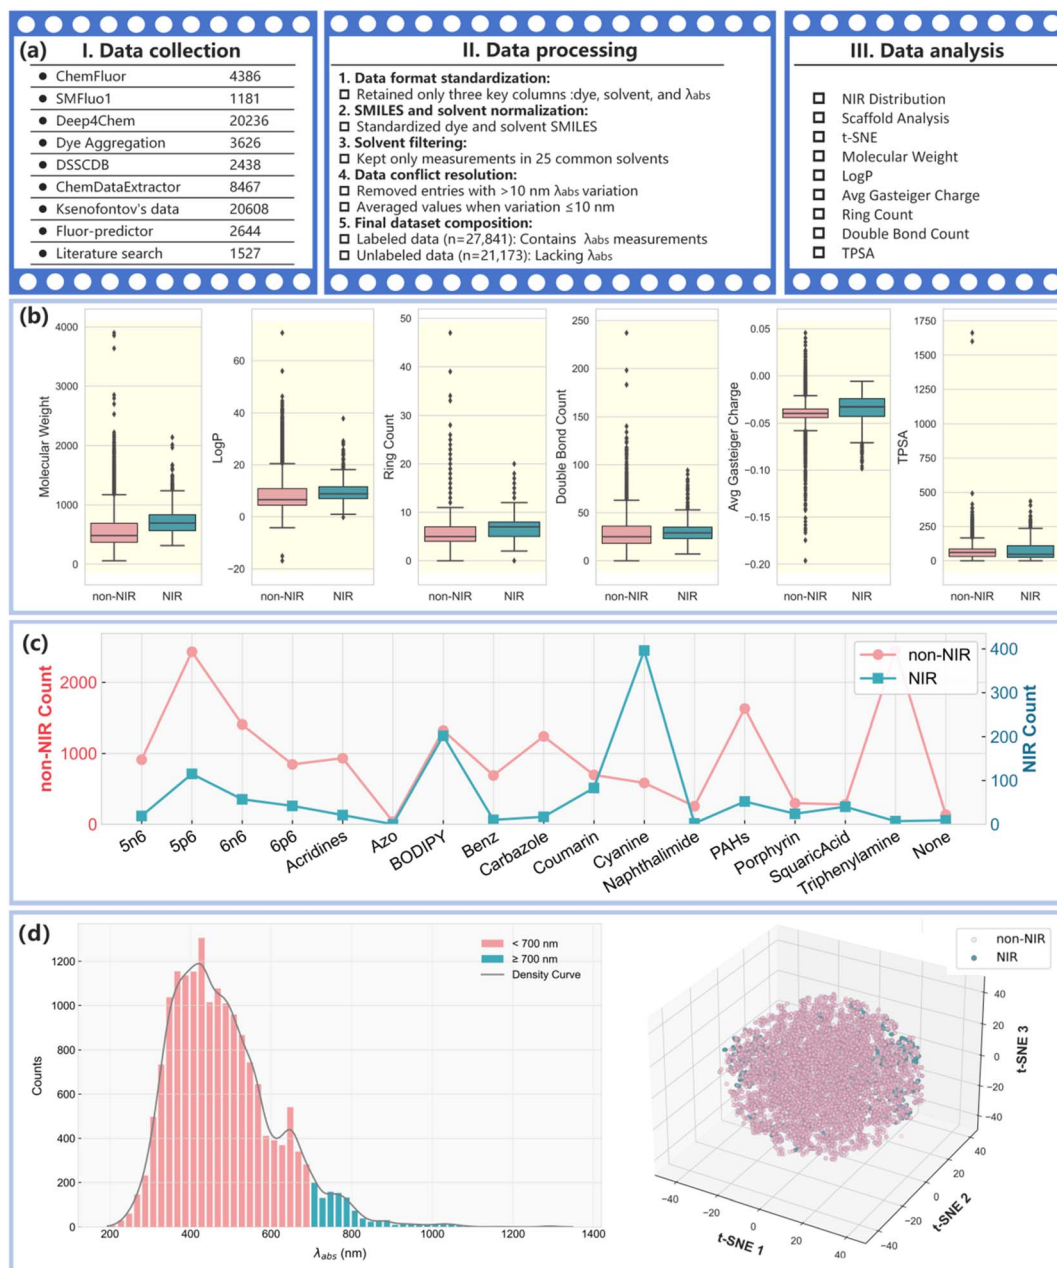 (a)
I. Data collection
● ChemFluor 4386
● SMFluo1 1181
● Deep4Chem 20236
● Dye Aggregation 3626
● DSSCDB 2438
● ChemDataExtractor 8467
● Ksenofontov's data 20608
● Fluor-predictor 2644
● Literature search 1527
II. Data processing
1. Data format standardization:
Retained only three key columns :dye, solvent, and λabs
2. SMILES and solvent normalization:
Standardized dye and solvent SMILES
3. Solvent filtering:
Kept only measurements in 25 common solvents
4. Data conflict resolution:
Removed entries with >10 nm λabs variation
Averaged values when variation ≤10 nm
5. Final dataset composition:
Labeled data (n=27,841): Contains λabs measurements
Unlabeled data (n=21,173): Lacking λabs
III. Data analysis
NIR Distribution
Scaffold Analysis
t-SNE
Molecular Weight
LogP
Avg Gasteiger Charge
Ring Count
Double Bond Count
TPSA
(b)
Molecular Weight
4000
3000
2000
1000
0
non-NIR NIR
LogP
60
40
20
0
−20
non-NIR NIR
Ring Count
50
40
30
20
10
0
non-NIR NIR
Double Bond Count
250
200
150
100
50
0
non-NIR NIR
Avg Gasteiger Charge
0.05
0.00
−0.05
−0.10
−0.15
−0.20
non-NIR NIR
TPSA
1750
1500
1250
1000
750
500
250
0
non-NIR NIR
(c)
non-NIR Count
2000
1000
0
non-NIR
NIR
400
300
200
100
0
NIR Count
5n6 5p6 6n6 6p6 Acridines Azo BODIPY Benz Carbazole Coumarin Cyanine Naphthalimide PAHs Porphyrin SquaricAcid Triphenylamine None
(d)
Counts
1200
1000
800
600
400
200
0
< 700 nm
≥ 700 nm
Density Curve
200 400 600 800 1000 1200 1400
λabs (nm)
non-NIR
NIR
t-SNE 3
40
20
0
−20
−40
t-SNE 2
40
20
0
−20
−40
−40 −20 0 20 40
t-SNE 1